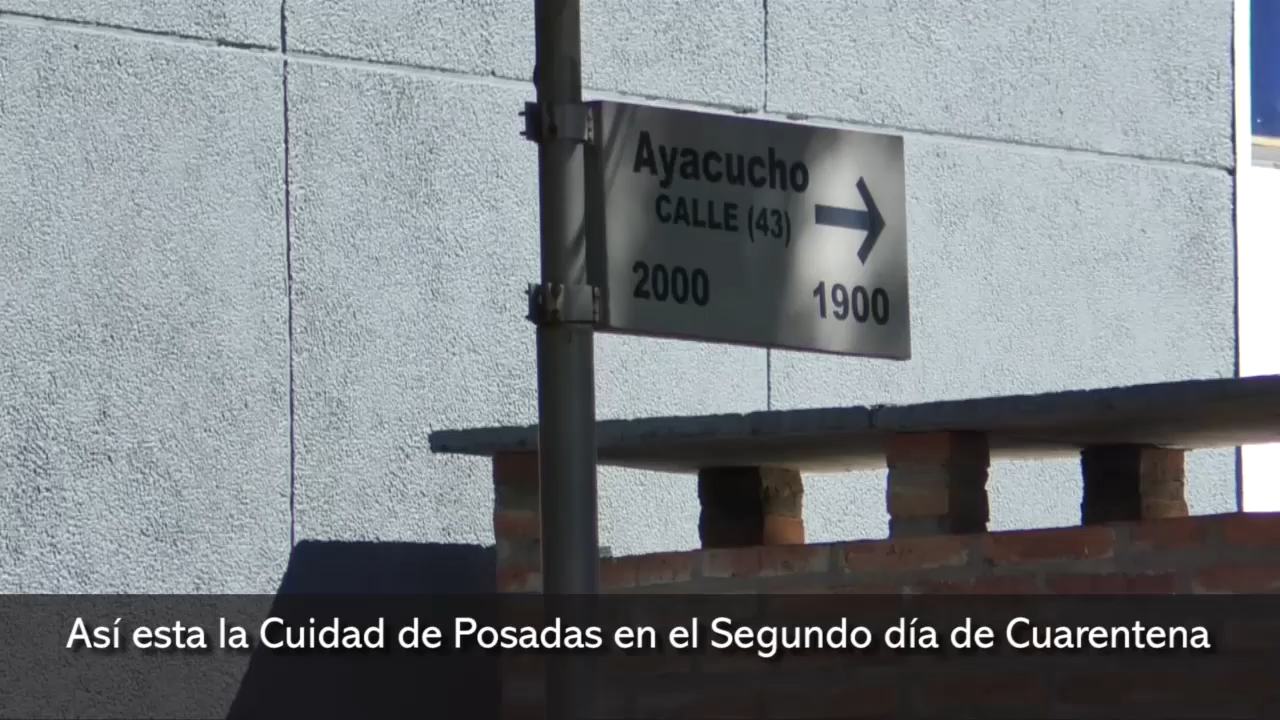 Ayacucho
CALLE (43)
→
2000 1900
Así esta la Cuidad de Posadas en el Segundo día de Cuarentena